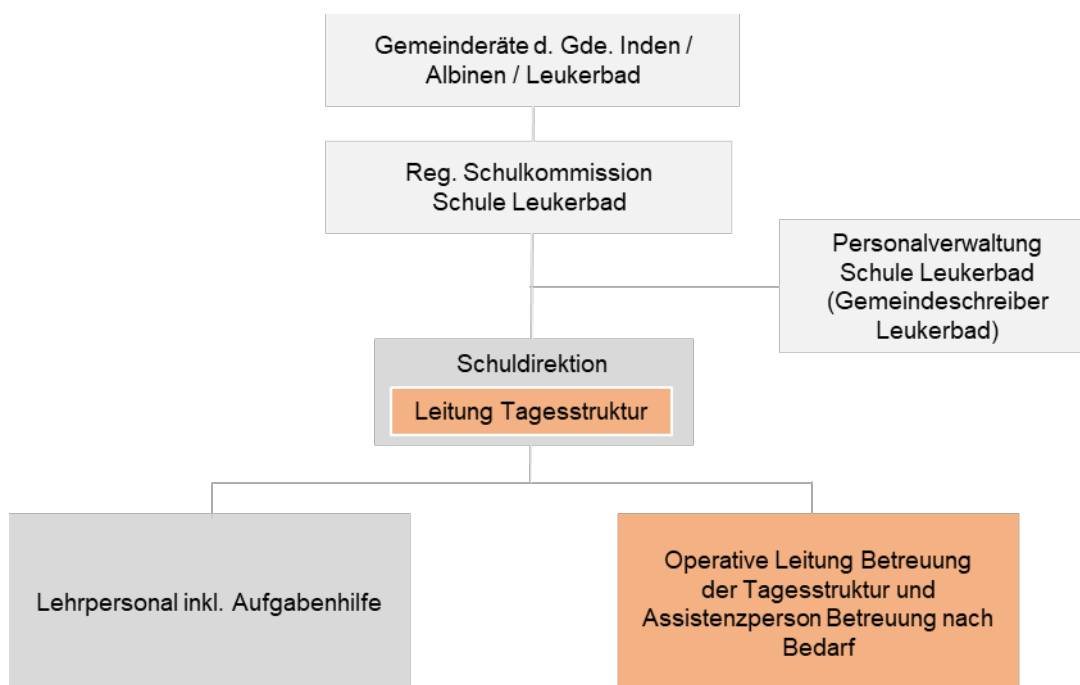 Gemeinderäte d. Gde. Inden /
Albinen / Leukerbad
Reg. Schulkommission
Schule Leukerbad
Personalverwaltung
Schule Leukerbad
(Gemeindeschreiber
Leukerbad)
Schuldirektion
Leitung Tagesstruktur
Lehrpersonal inkl. Aufgabenhilfe
Operative Leitung Betreuung
der Tagesstruktur und
Assistenzperson Betreuung nach
Bedarf